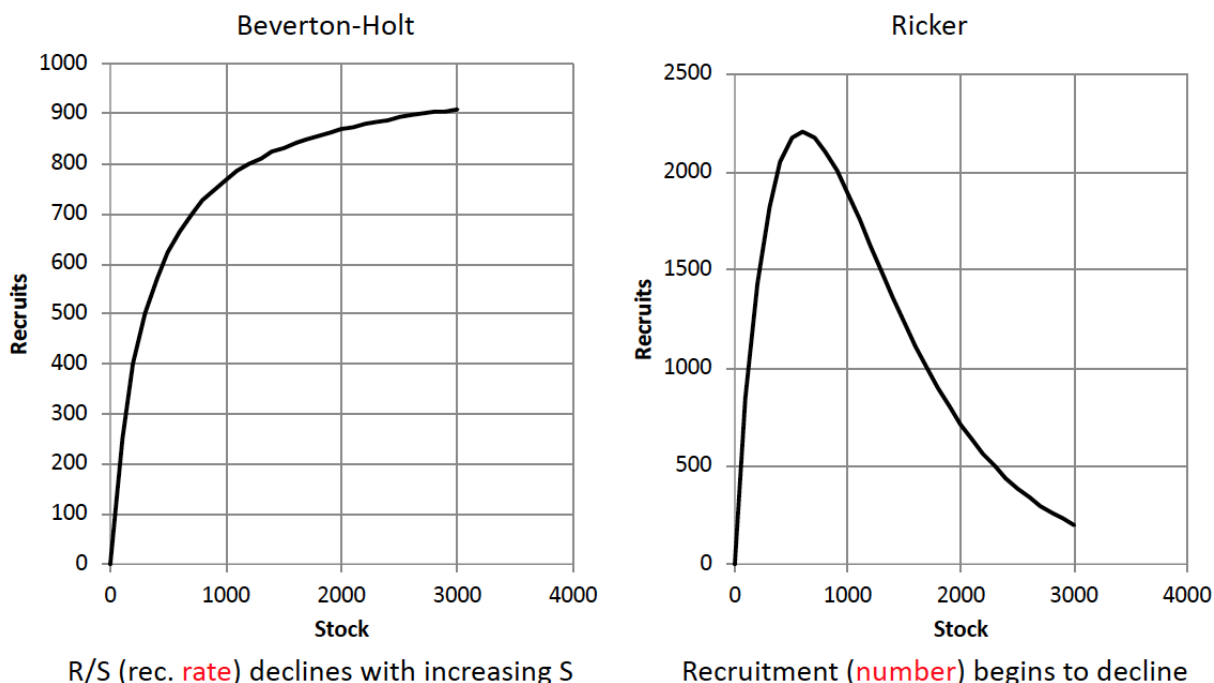 Beverton-Holt
1000
900
800
700
600
500
400
300
200
100
0
Recruits
0 1000 2000 3000 4000
Stock
R/S (rec. rate) declines with increasing S
Ricker
2500
2000
1500
1000
500
0
Recruits
0 1000 2000 3000 4000
Stock
Recruitment (number) begins to decline